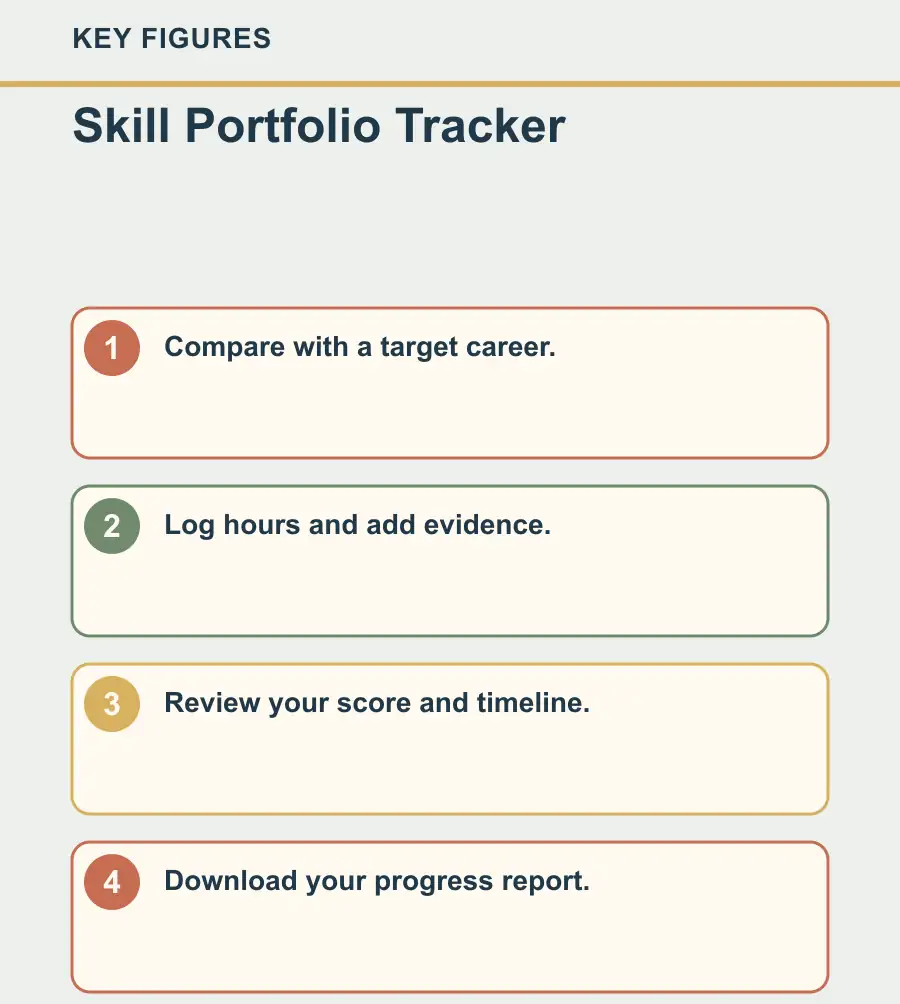 KEY FIGURES
Skill Portfolio Tracker
1 Compare with a target career.
2 Log hours and add evidence.
3 Review your score and timeline.
4 Download your progress report.